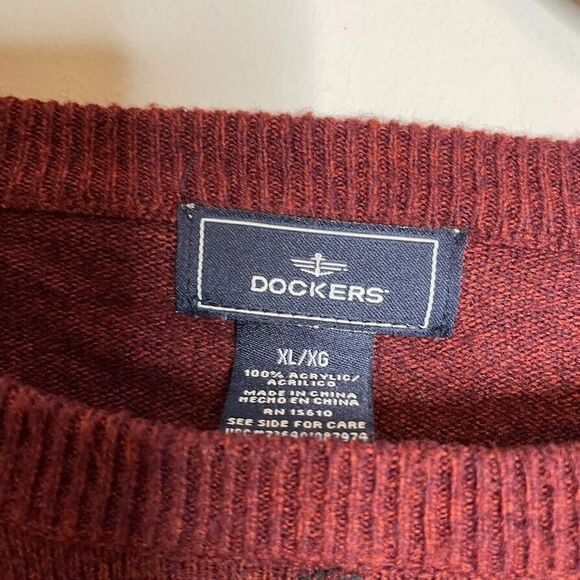 DOCKERS
XL/XG
100% ACRYLIC/
ACRILICO
MADE IN CHINA
HECHO EN CHINA
RN 15610
SEE SIDE FOR CARE